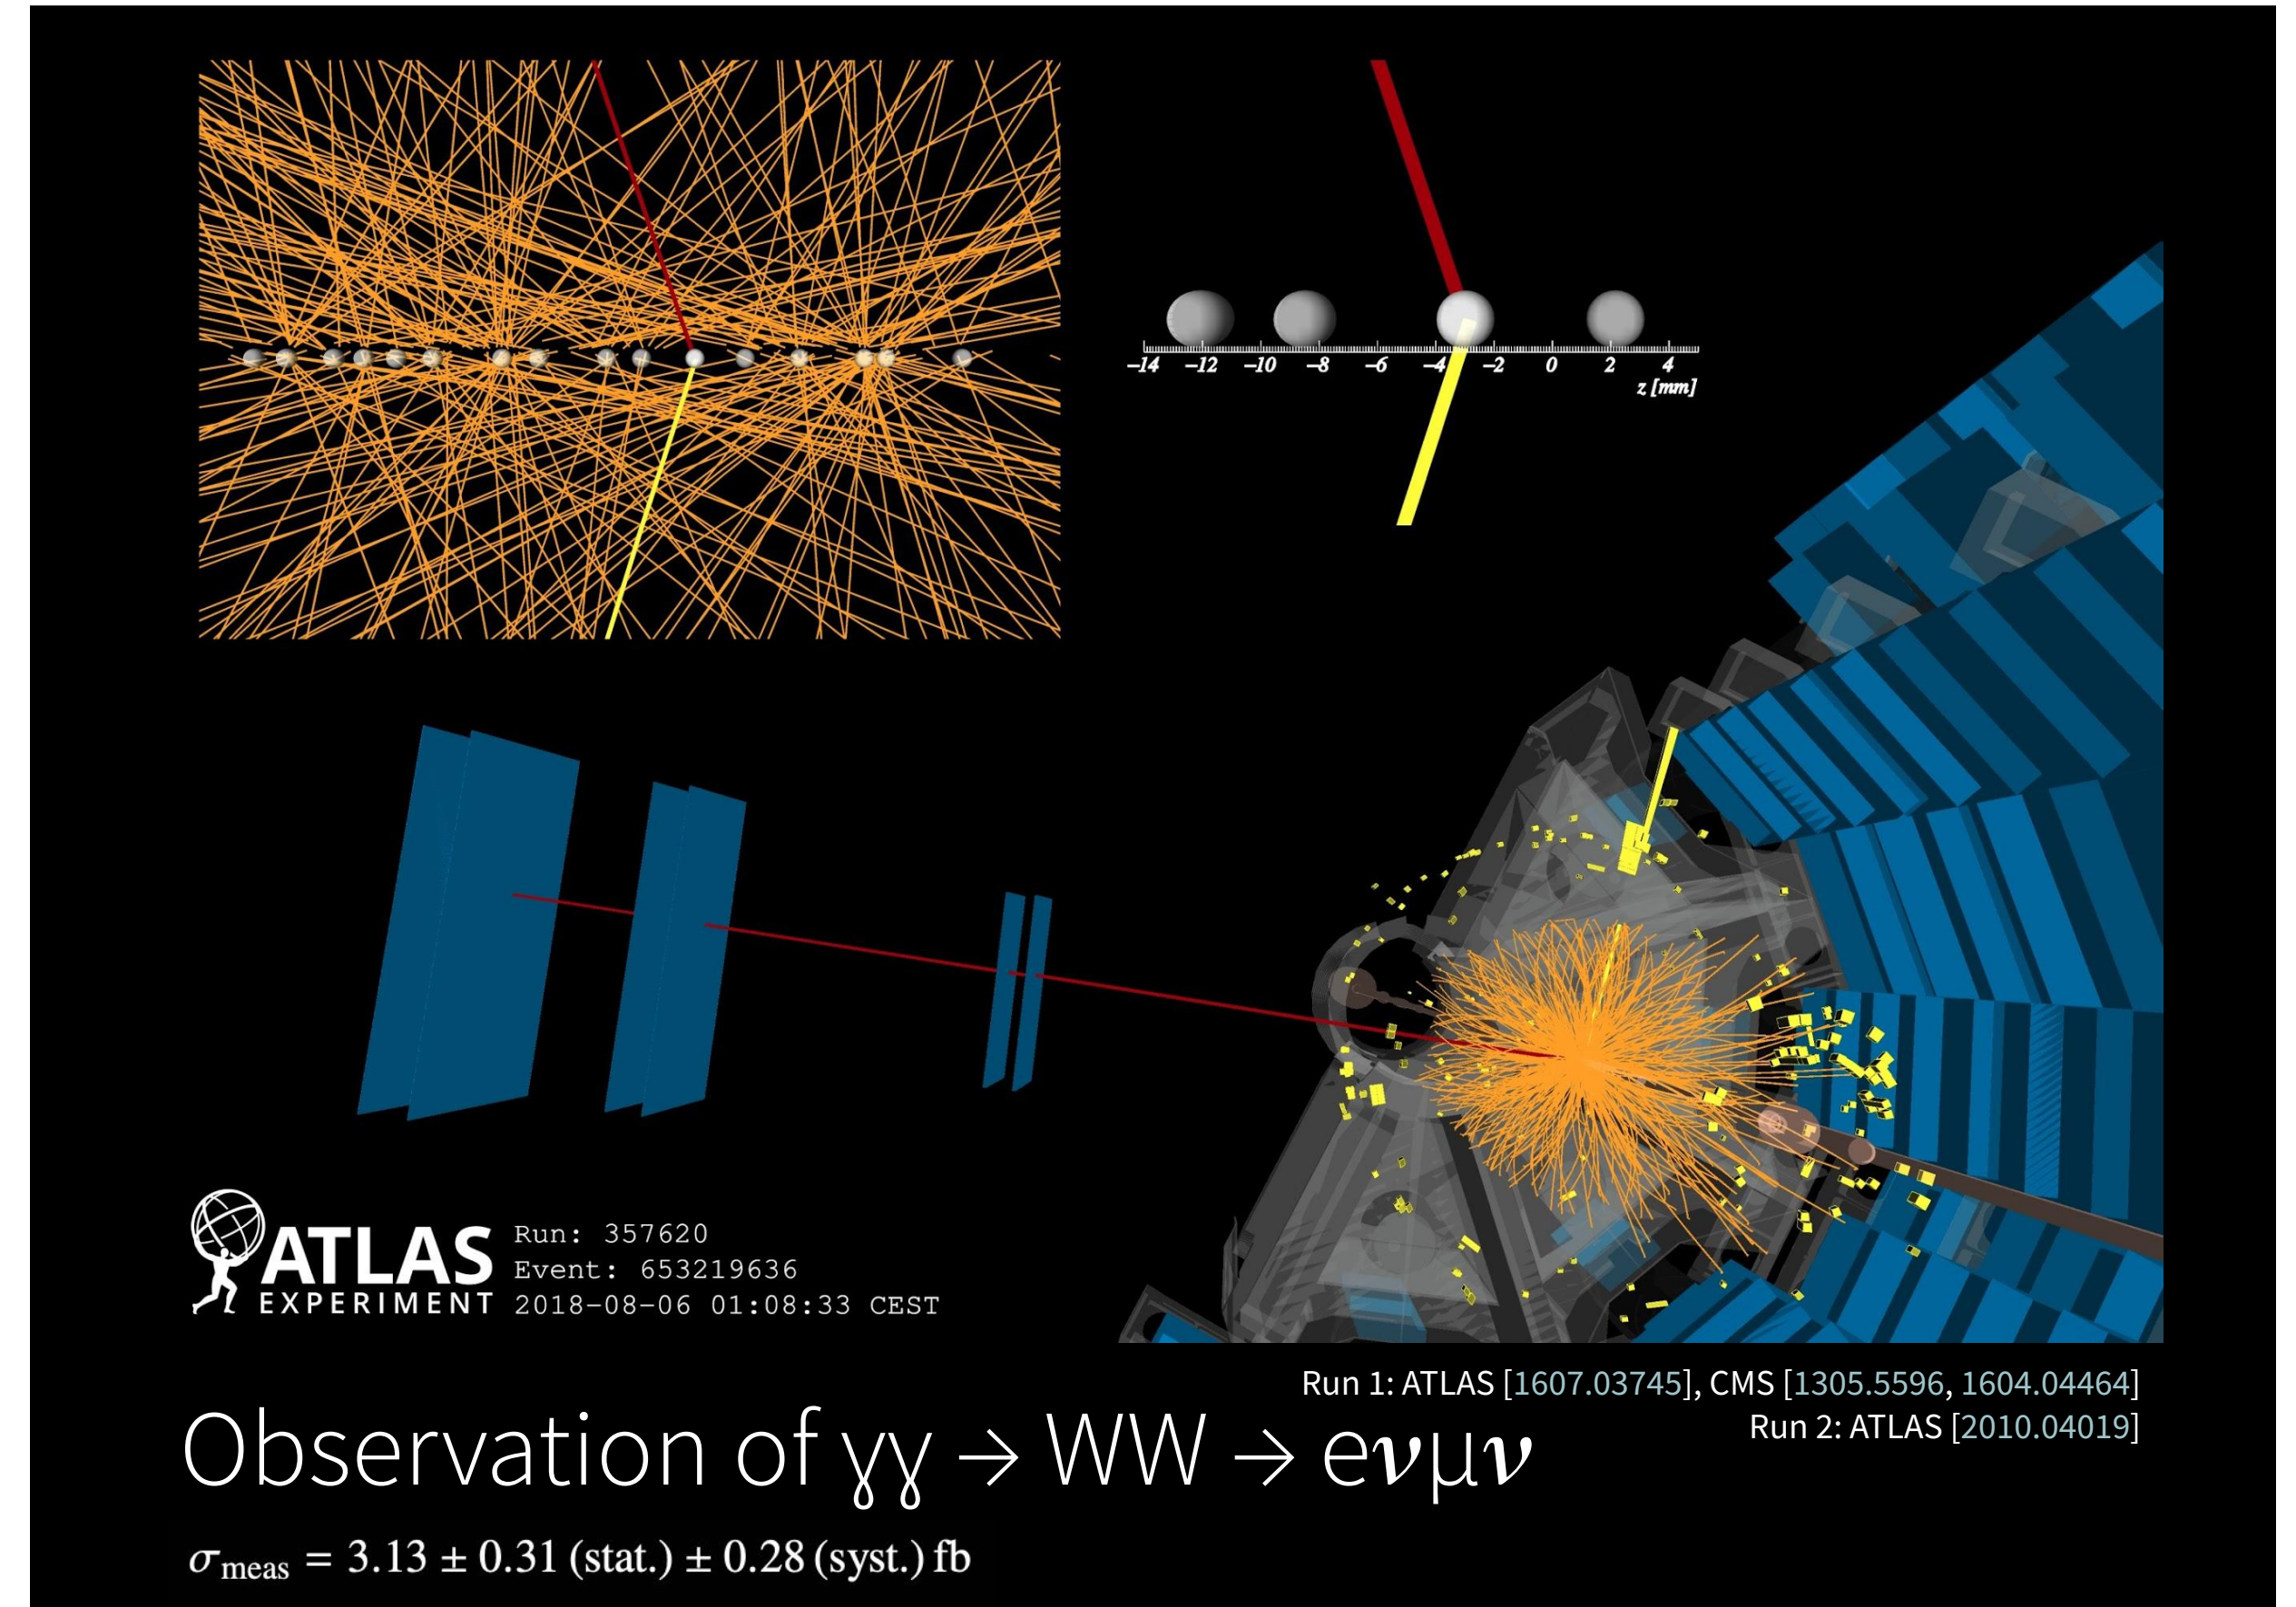 −14 −12 −10 −8 −6 −4 −2 0 2 4
z [mm]
ATLAS
EXPERIMENT
Run: 357620
Event: 653219636
2018-08-06 01:08:33 CEST
Run 1: ATLAS [1607.03745], CMS [1305.5596, 1604.04464]
Run 2: ATLAS [2010.04019]
Observation of γγ → WW → eνμν
σmeas = 3.13 ± 0.31 (stat.) ± 0.28 (syst.) fb